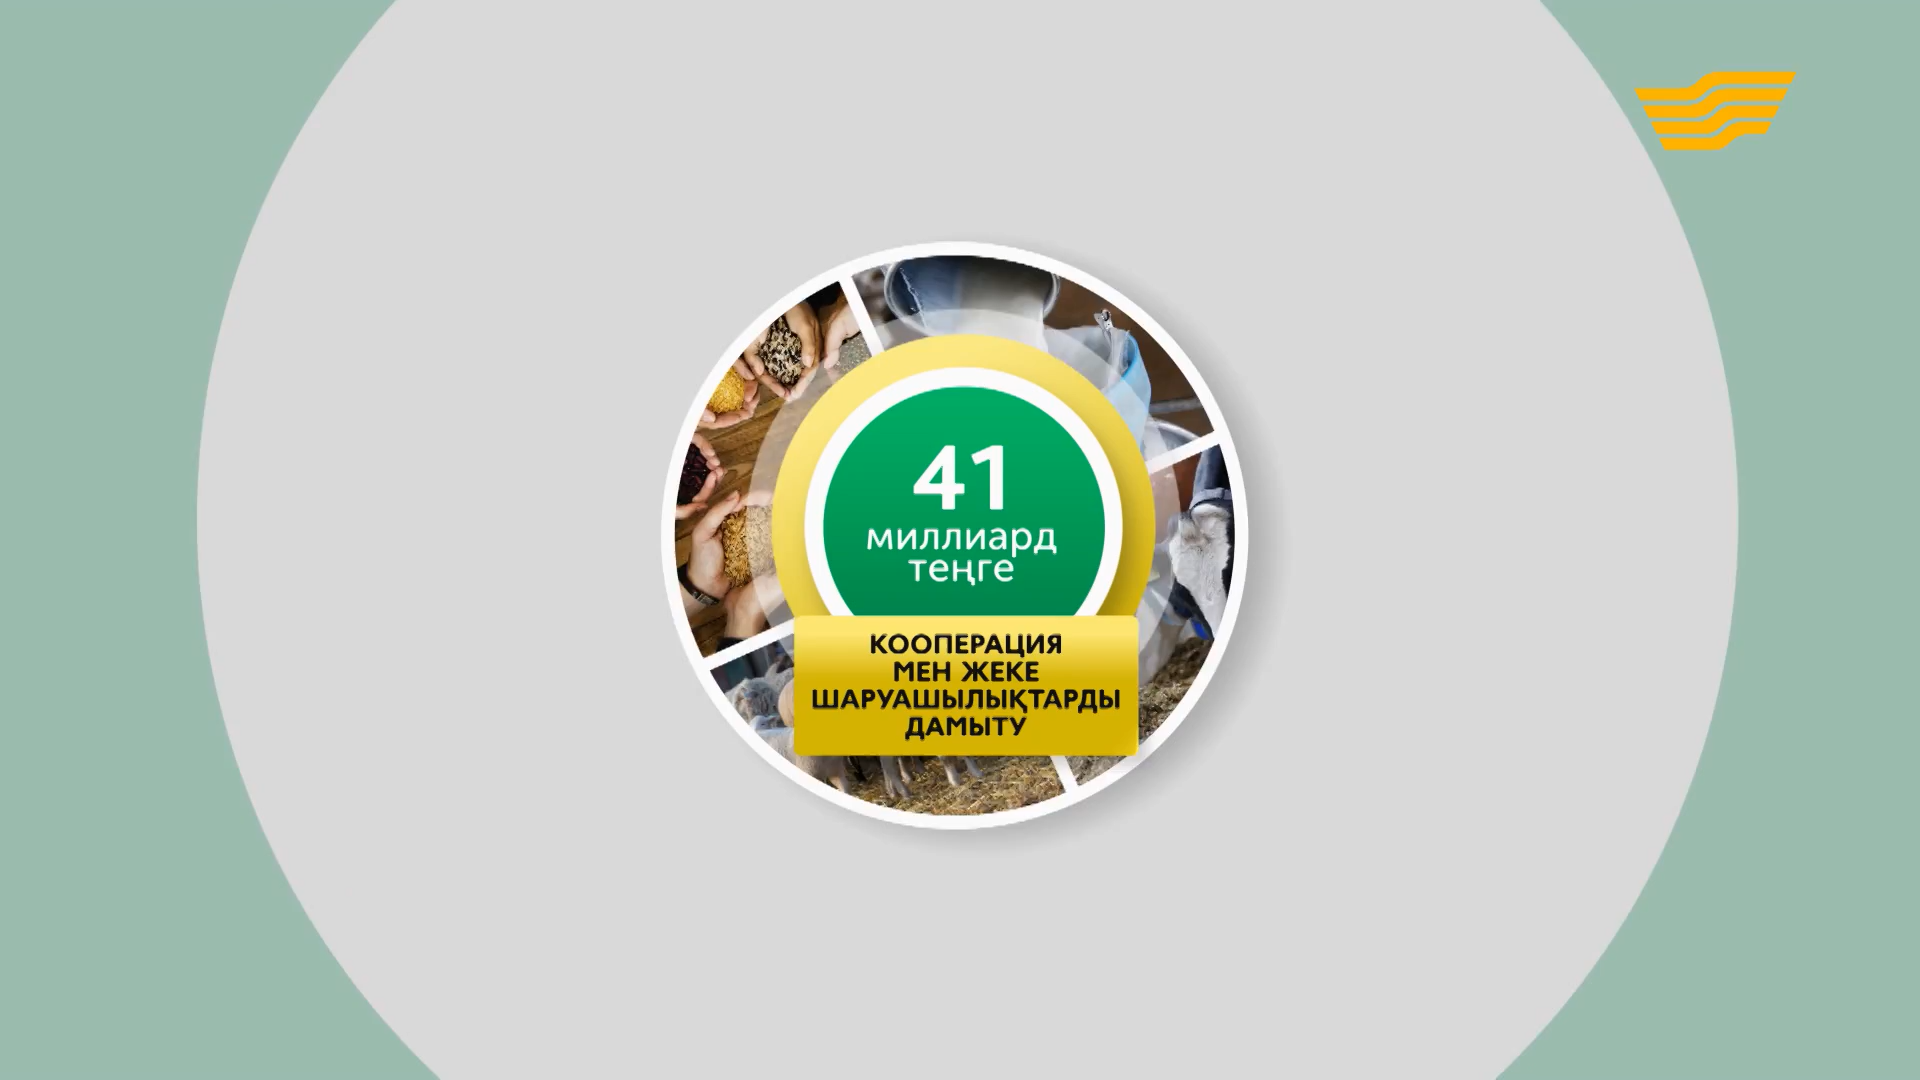 41
миллиард
теңге
КООПЕРАЦИЯ
МЕН ЖЕКЕ
ШАРУАШЫЛЫҚТАРДЫ
ДАМЫТУ